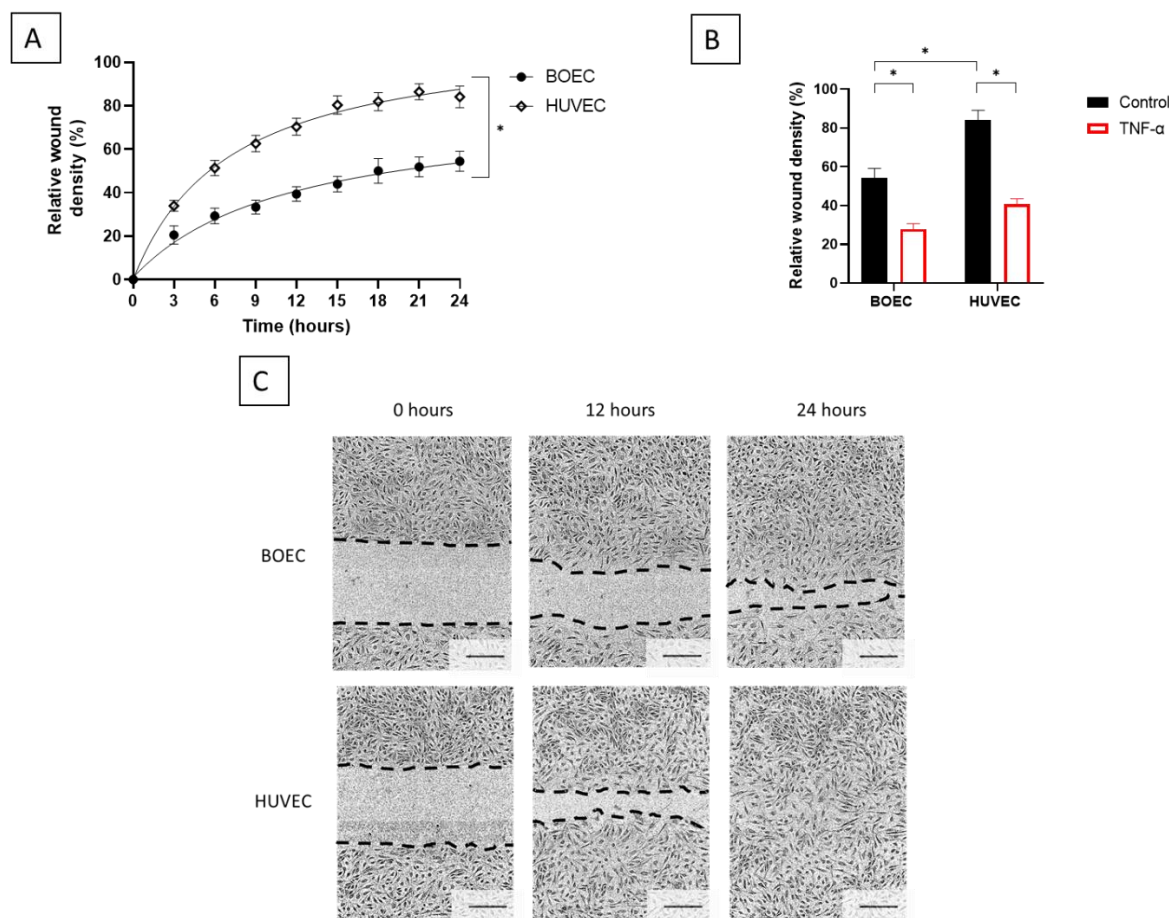 A
Relative wound
density (%)
100
80
60
40
20
0
0 3 6 9 12 15 18 21 24
Time (hours)
BOEC
HUVEC
*
B
Relative wound density (%)
100
80
60
40
20
0
* * *
BOEC HUVEC
Control
TNF-α
C
0 hours 12 hours 24 hours
BOEC
HUVEC